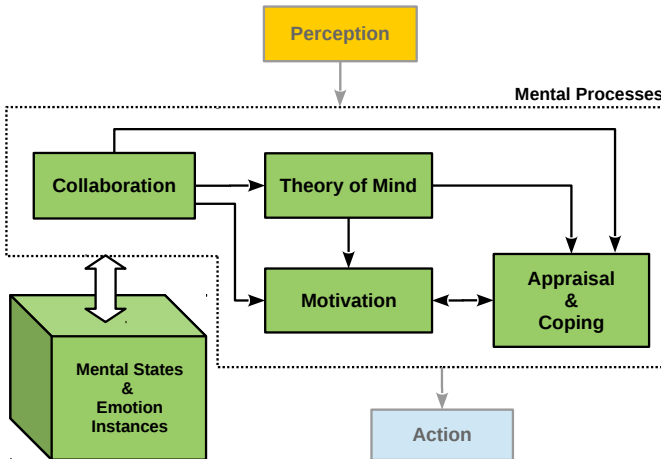 Perception
Mental Processes
Collaboration
Theory of Mind
Motivation
Appraisal
&
Coping
Mental States
&
Emotion
Instances
Action